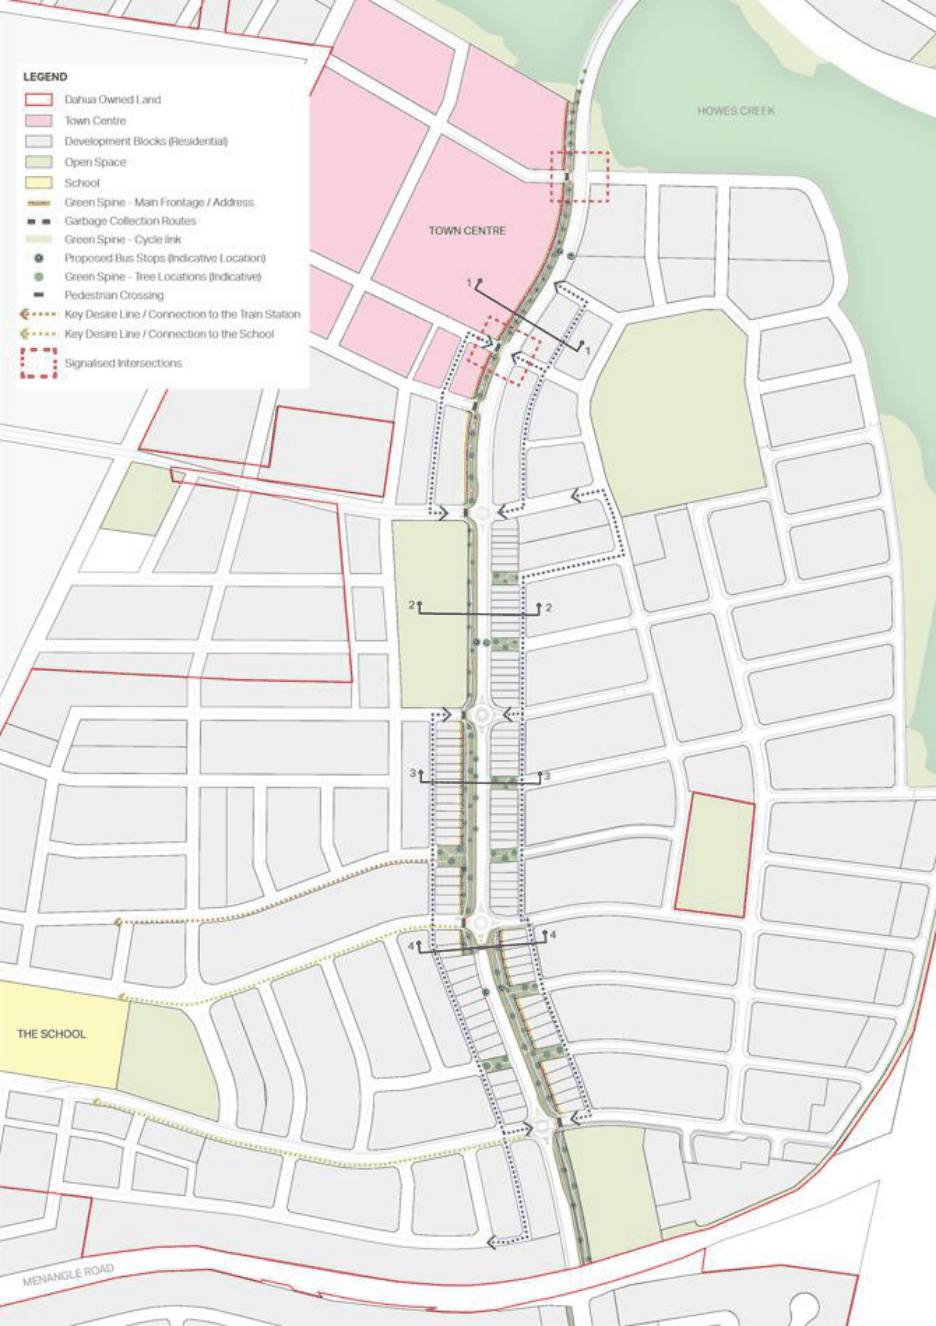 HOWES CREEK
LEGEND
Dahua Owned Land
Town Centre
Development Blocks (Residential)
Open Space
School
Green Spine - Main Frontage / Address
Garbage Collection Routes
Green Spine - Cycle link
Proposed Bus Stops (Indicative Location)
Green Spine - Tree Locations (Indicative)
Pedestrian Crossing
Key Desire Line / Connection to the Train Station
Key Desire Line / Connection to the School
Signalised Intersections
TOWN CENTRE
1
1
2
2
3
3
4
4
THE SCHOOL
MENANGLE ROAD